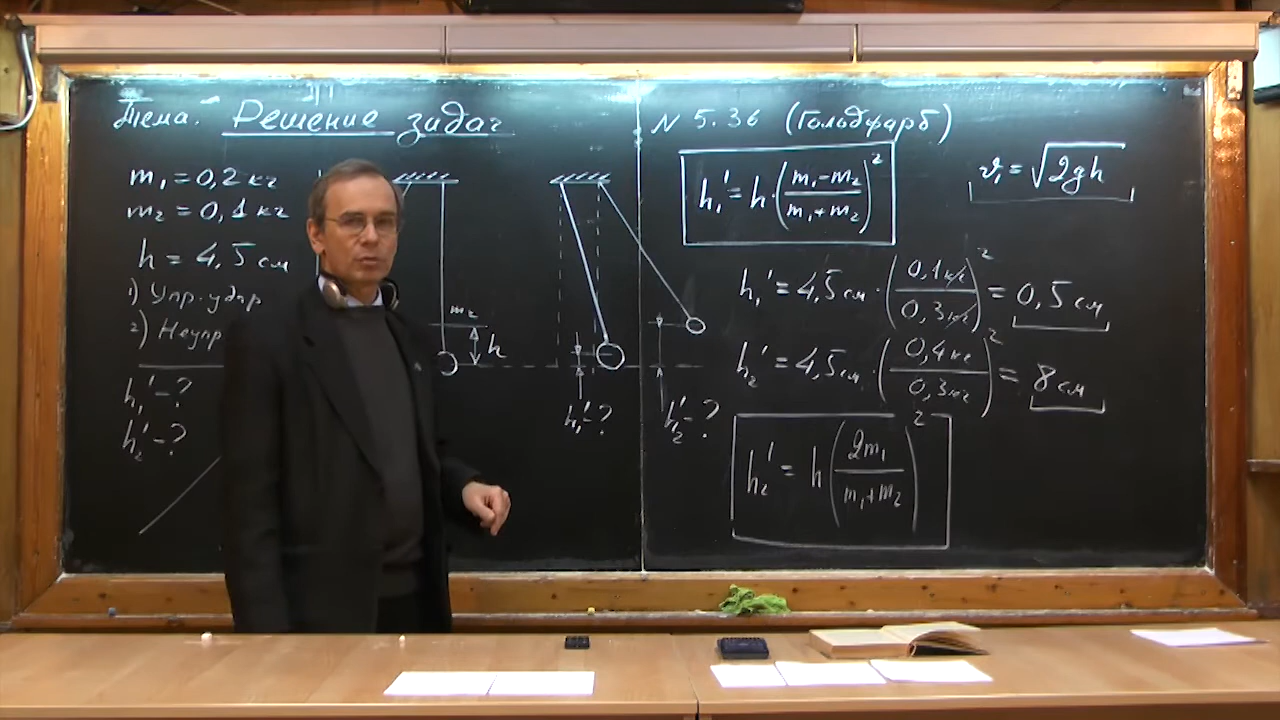 Тема. Решение задач
m₁ = 0,2 кг
m₂ = 0,1 кг
h = 4,5 см
1) Упр. удар
2) Неупр
h₁' - ?
h₂' - ?
m₂
h
h₁' - ?
h₂' - ?
N 5.36 (Гольдфарб)
h₁' = h · (m₁ - m₂ / m₁ + m₂)²
v₁ = √2gh
h₁' = 4,5 см · (0,1 кг / 0,3 кг)² = 0,5 см
h₂' = 4,5 см · (0,4 кг / 0,3 кг)² = 8 см
h₂' = h (2m₁ / m₁ + m₂)²